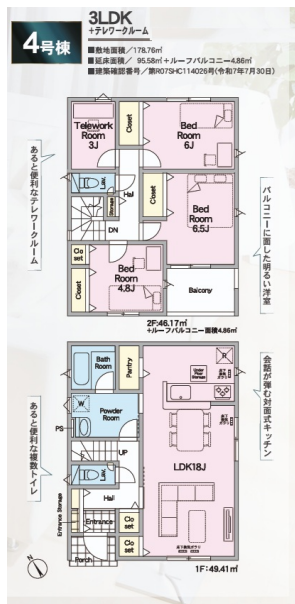 4号棟
3LDK
+テレワークルーム
■敷地面積／178.76㎡
■延床面積／ 95.58㎡+ルーフバルコニー4.86㎡
■建築確認番号／第R07SHC114026号(令和7年7月30日)
あると便利なテレワークルーム
Telework
Room
3J
Closet
Bed
Room
6J
Lav.
Hall
Storage
Closet
Bed
Room
6.5J
DN
Closet
Closet
Bed
Room
4.8J
Balcony
バルコニーに面した明るい洋室
2F:46.17㎡
+ルーフバルコニー面積4.86㎡
あると便利な複数トイレ
Bath
Room
Pantry
R
W
Powder
Room
PS
UP
LDK18J
Lav.
Hall
Entrance Storage
Entrance
Closet
Closet
Porch
会話が弾む対面式キッチン
N
1F:49.41㎡